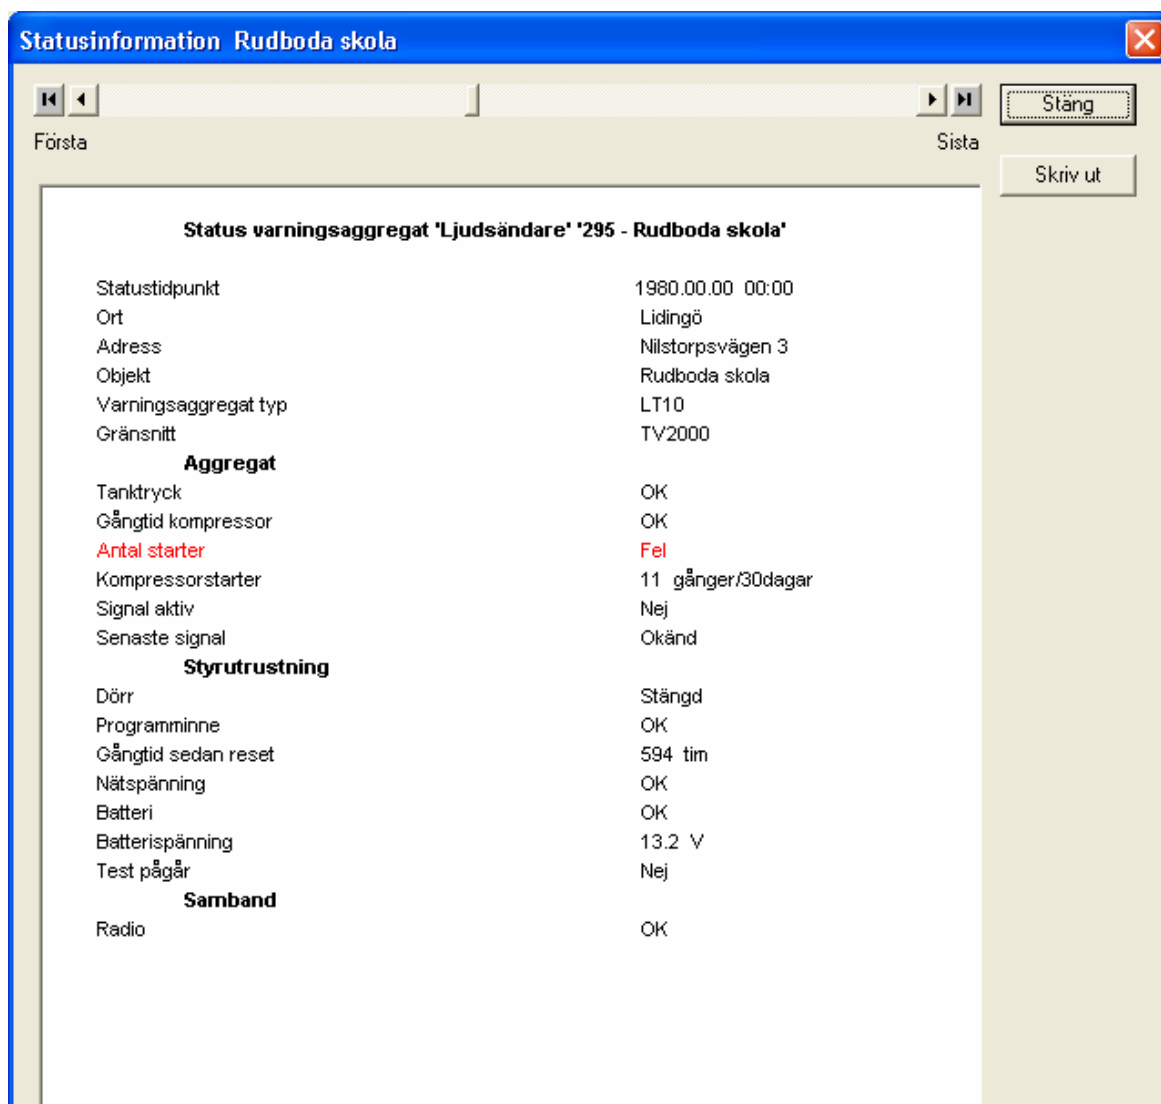 Statusinformation Rudboda skola
Stäng
Första Sista
Skriv ut
Status varningsaggregat 'Ljudsändare' '295 - Rudboda skola'
Statustidpunkt 1980.00.00 00:00
Ort Lidingö
Adress Nilstorpsvägen 3
Objekt Rudboda skola
Varningsaggregat typ LT10
Gränsnitt TV2000
Aggregat
Tanktryck OK
Gångtid kompressor OK
Antal starter Fel
Kompressorstarter 11 gånger/30dagar
Signal aktiv Nej
Senaste signal Okänd
Styrutrustning
Dörr Stängd
Programminne OK
Gångtid sedan reset 594 tim
Nätspänning OK
Batteri OK
Batterispänning 13.2 V
Test pågår Nej
Samband
Radio OK